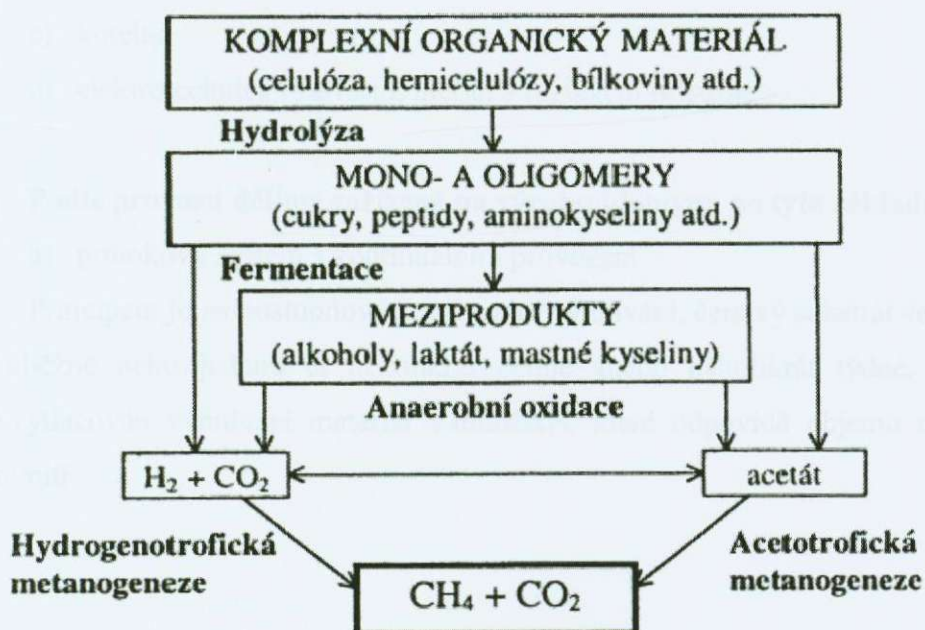 KOMPLEXNÍ ORGANICKÝ MATERIÁL
(celulóza, hemicelulózy, bílkoviny atd.)
Hydrolýza
MONO- A OLIGOMERY
(cukry, peptidy, aminokyseliny atd.)
Fermentace
MEZIPRODUKTY
(alkoholy, laktát, mastné kyseliny)
Anaerobní oxidace
H₂ + CO₂
acetát
Hydrogenotrofická
metanogeneze
Acetotrofická
metanogeneze
CH₄ + CO₂